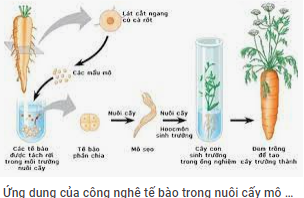 Lát cắt ngang
củ cà rốt
Các mẩu mô
Nuôi cấy
Nuôi cấy
Hoocmôn
sinh trưởng
Các tế bào
được tách rời
trong môi trường
nuôi cấy
Tế bào
phân chia
Mô sẹo
Cây con
sinh trưởng
trong ống nghiệm
Đem trồng
để tạo
cây trưởng thành
Ứng dụng của công nghệ tế bào trong nuôi cấy mô ...